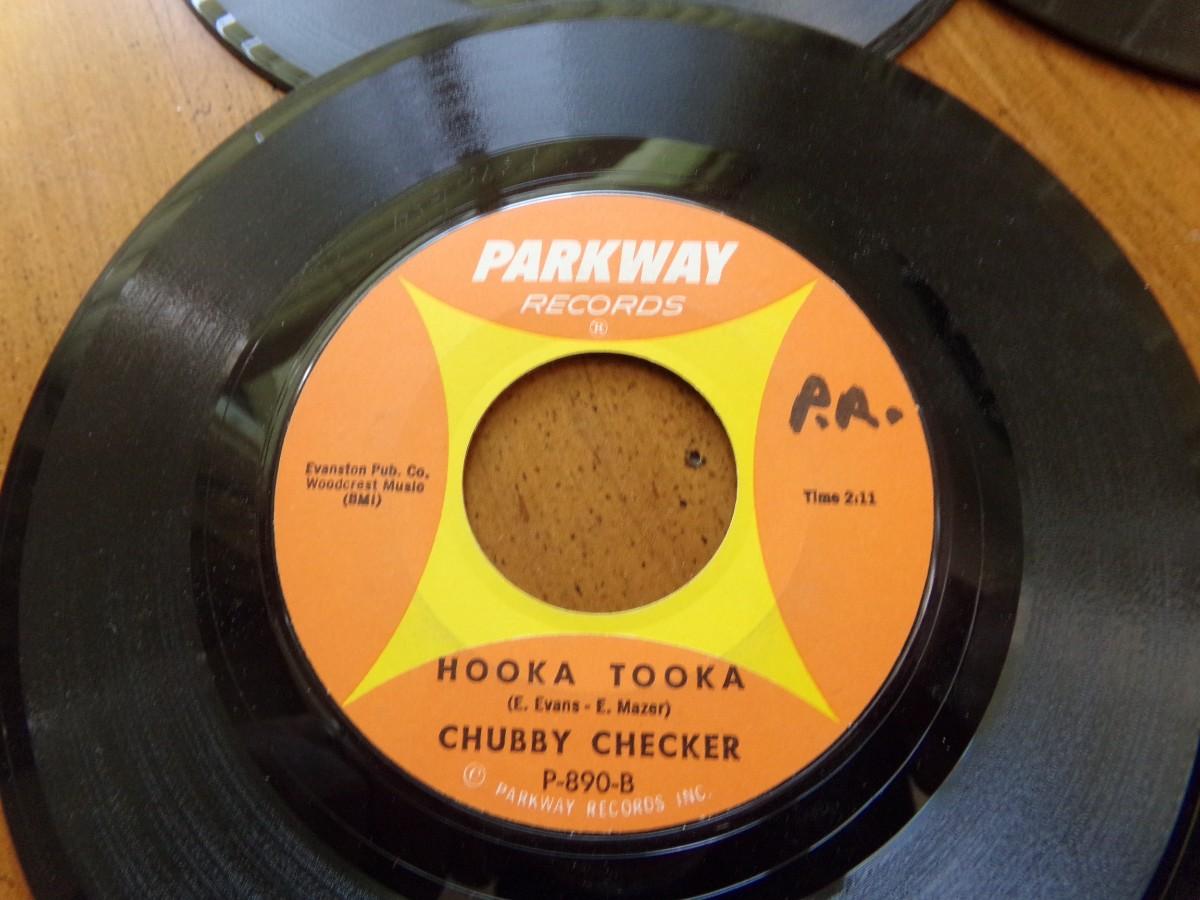 PARKWAY
RECORDS
®
P.R.
Evanston Pub. Co.
Woodcrest Music
(BMI)
Time 2:11
HOOKA TOOKA
(E. Evans - E. Mazer)
CHUBBY CHECKER
P-890-B
© PARKWAY RECORDS INC.